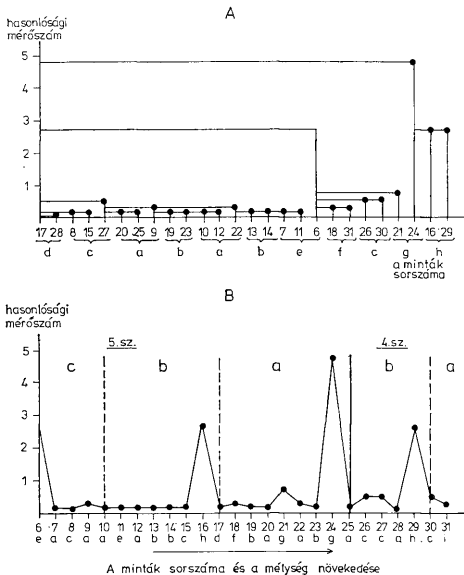 A
hasonlósági
mérőszám
5
4
3
2
1
17 28 8 15 27 20 25 9 19 23 10 12 22 13 14 7 11 6 18 31 26 30 21 24 16 29
d c a b a b e f c g h
a minták
sorszáma
B
hasonlósági
mérőszám
5.sz. 4.sz.
c b a b a
5
4
3
2
1
6 7 8 9 10 11 12 13 14 15 16 17 18 19 20 21 22 23 24 25 26 27 28 29 30 31
e a c a a e a b b c h d f b a g a b g a c c a h c i
A minták sorszáma és a mélység növekedése